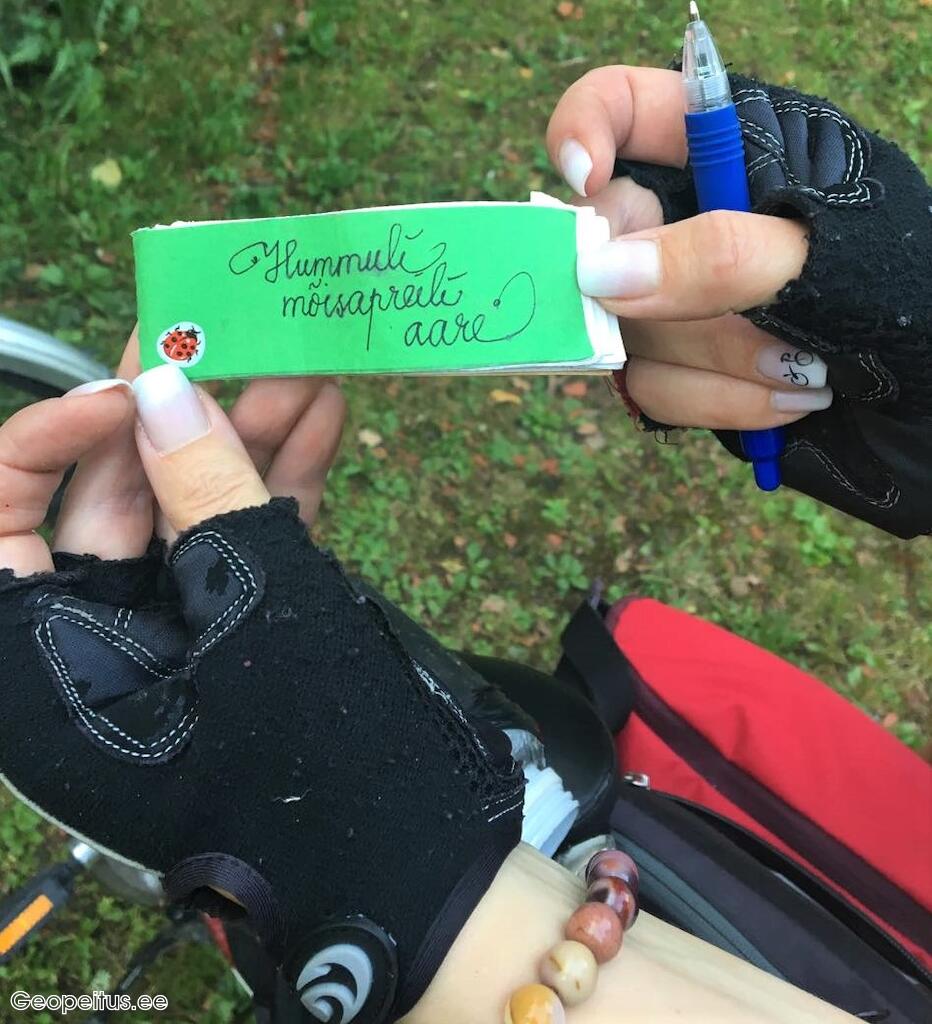 Hummuli
mõisapreili
aare
Geopeitus.ee